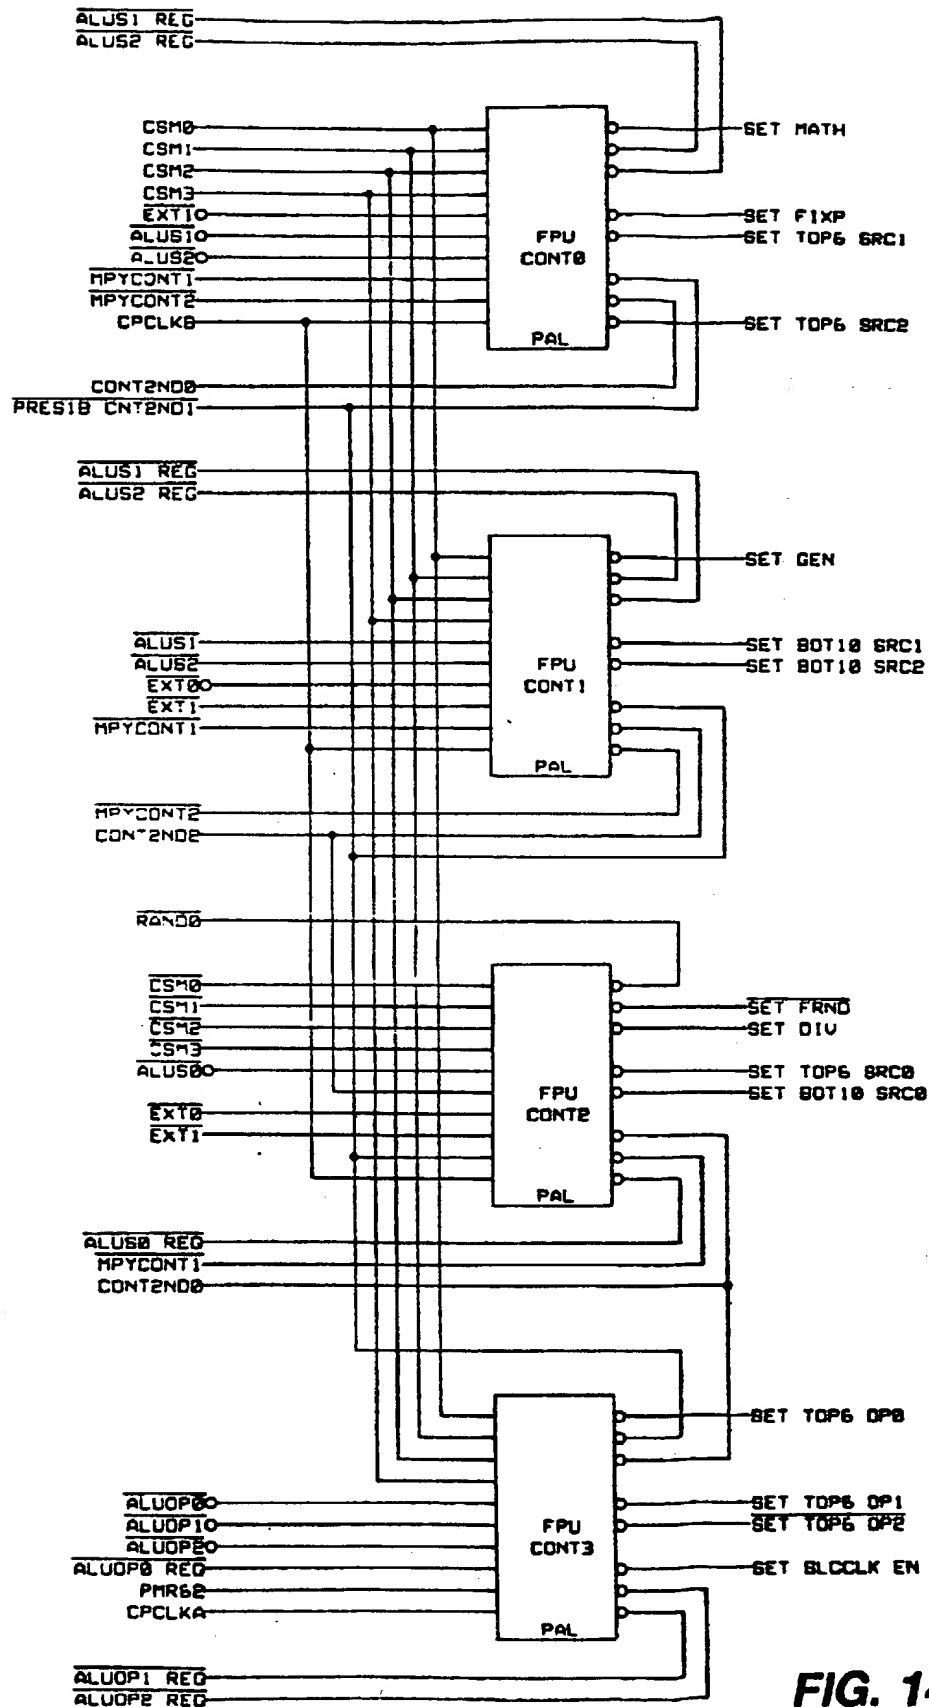 ALUS1 REG
ALUS2 REG
CSM0
SET MATH
CSM1
CSM2
CSM3
EXT1
SET FIXP
ALUS1
FPU
SET TOP6 SRC1
ALUS2
CONT0
MPYCONT1
MPYCONT2
CPCLKB
SET TOP6 SRC2
PAL
CONT2ND0
PRES1B CNT2ND1
ALUS1 REG
ALUS2 REG
SET GEN
ALUS1
SET BOT10 SRC1
ALUS2
FPU
SET BOT10 SRC2
EXT0
CONT1
EXT1
MPYCONT1
PAL
MPYCONT2
CONT2ND2
RAND0
CSM0
CSM1
SET FRND
CSM2
SET DIV
CSM3
ALUS0
SET TOP6 SRC0
FPU
SET BOT10 SRC0
EXT0
CONT2
EXT1
PAL
ALUS0 REG
MPYCONT1
CONT2ND0
SET TOP6 OP0
ALUOP0
SET TOP6 OP1
ALUOP1
FPU
SET TOP6 OP2
ALUOP2
CONT3
ALUOP0 REG
SET SLCCLK EN
PMR62
CPCLKA
PAL
ALUOP1 REG
ALUOP2 REG